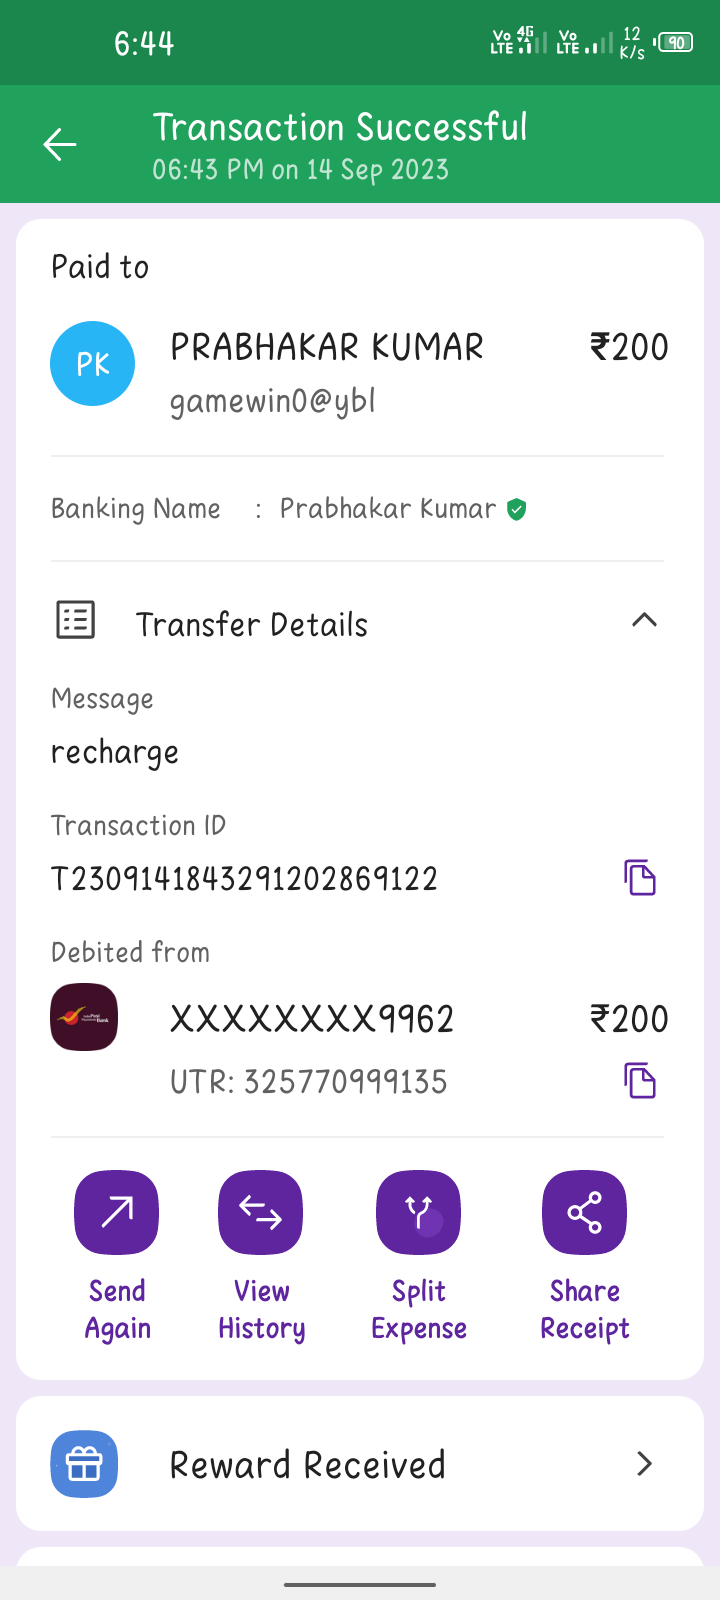 6:44
Vo LTE 4G Vo LTE 12 K/s 90
Transaction Successful
06:43 PM on 14 Sep 2023
Paid to
PK PRABHAKAR KUMAR ₹200
gamewin0@ybl
Banking Name : Prabhakar Kumar
Transfer Details
Message
recharge
Transaction ID
T2309141843291202869122
Debited from
XXXXXXXX9962 ₹200
UTR: 325770999135
Send Again
View History
Split Expense
Share Receipt
Reward Received